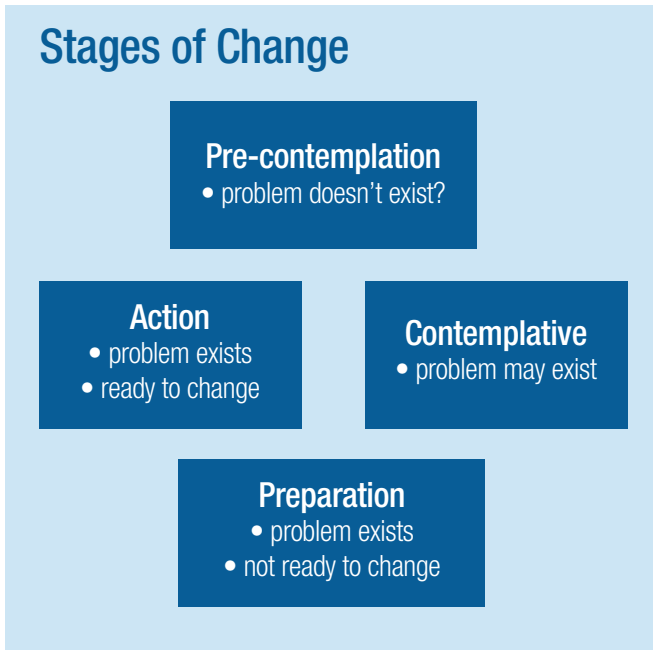 Stages of Change
Pre-contemplation
• problem doesn’t exist?
Action
• problem exists
• ready to change
Contemplative
• problem may exist
Preparation
• problem exists
• not ready to change